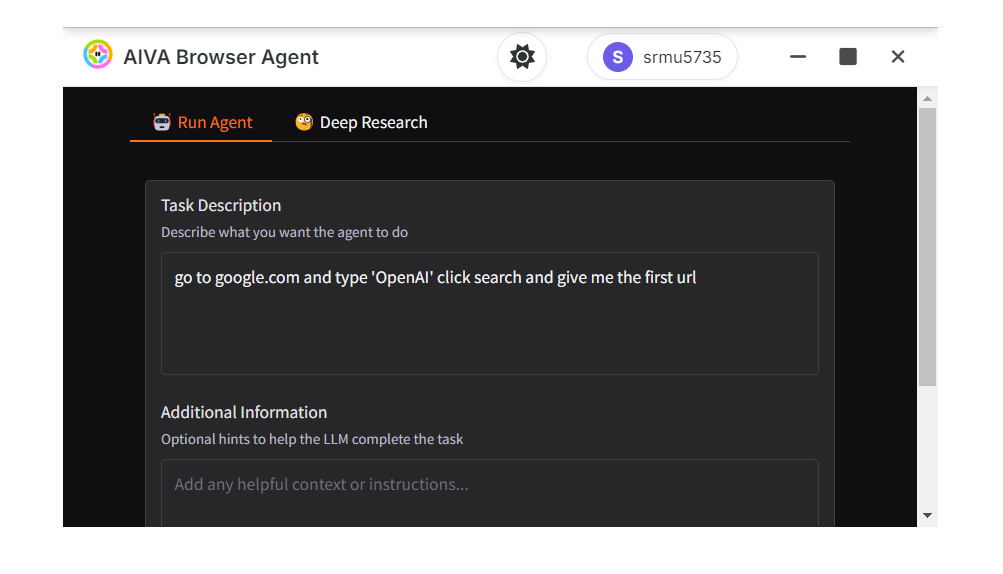 AIVA Browser Agent
S srmu5735
Run Agent
Deep Research
Task Description
Describe what you want the agent to do
go to google.com and type 'OpenAI' click search and give me the first url
Additional Information
Optional hints to help the LLM complete the task
Add any helpful context or instructions...